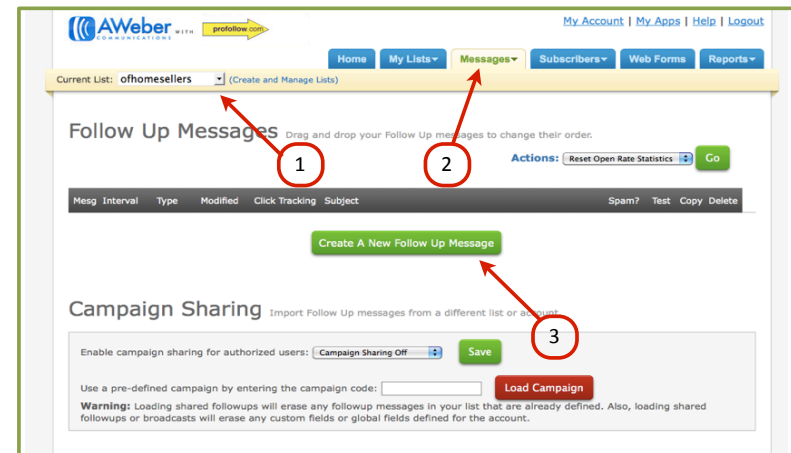 My Account | My Apps | Help | Logout
AWeber COMMUNICATIONS WITH profollow.com
Home My Lists Messages Subscribers Web Forms Reports
Current List: ofhomesellers (Create and Manage Lists)
Follow Up Messages Drag and drop your Follow Up messages to change their order.
1 2
Actions: Reset Open Rate Statistics Go
Mesg Interval Type Modified Click Tracking Subject Spam? Test Copy Delete
Create A New Follow Up Message
Campaign Sharing Import Follow Up messages from a different list or account
3
Enable campaign sharing for authorized users: Campaign Sharing Off Save
Use a pre-defined campaign by entering the campaign code: Load Campaign
Warning: Loading shared followups will erase any followup messages in your list that are already defined. Also, loading shared
followups or broadcasts will erase any custom fields or global fields defined for the account.